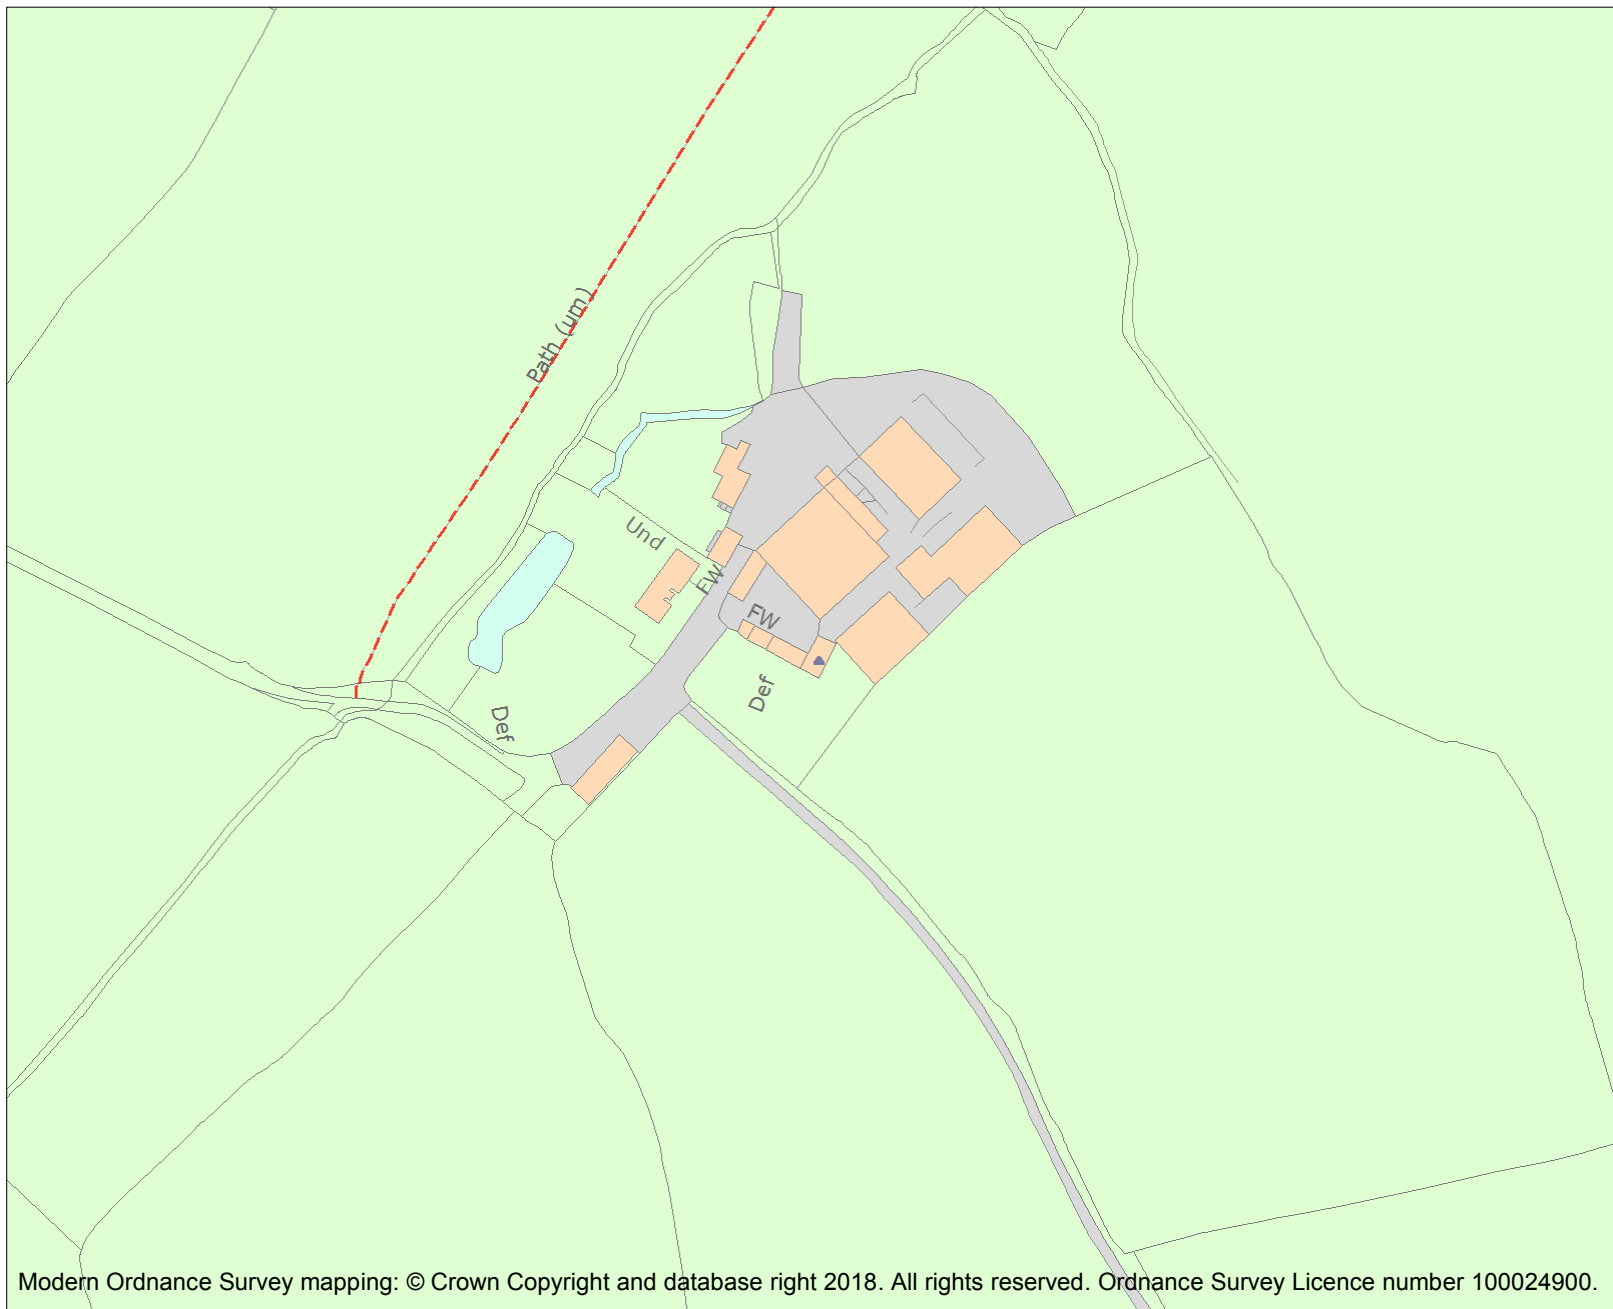 Path (um)
Und
FW
FW
Def
Def
Modern Ordnance Survey mapping: © Crown Copyright and database right 2018. All rights reserved. Ordnance Survey Licence number 100024900.